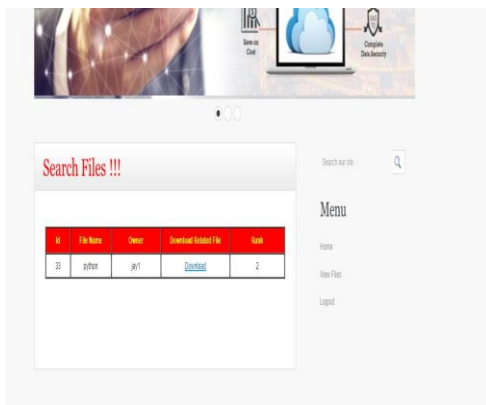 Save on
Cost
Complete
Data Security
Search Files !!!
Id File Name Owner Download Related File Rank
33 python jay1 Download 2
Search our site
Menu
Home
View Files
Logout